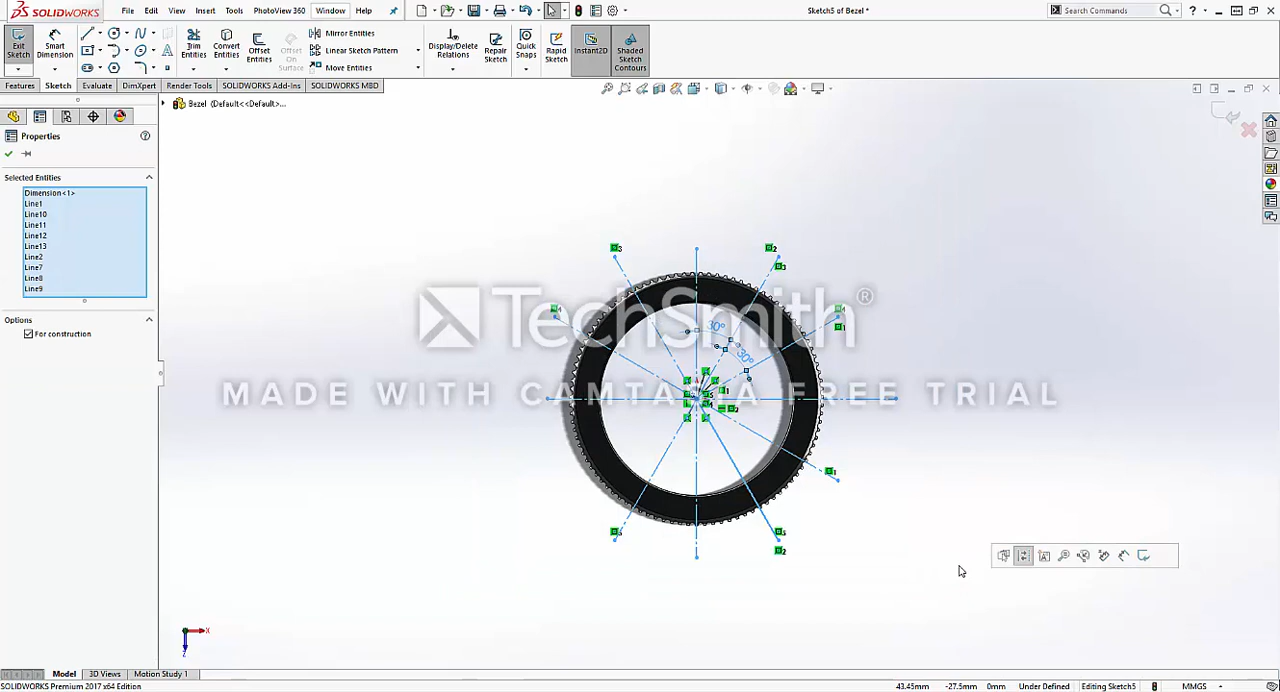 SOLIDWORKS File Edit View Insert Tools PhotoView 360 Window Help Sketch5 of Bezel * Search Commands
Exit Sketch
Smart Dimension
Trim Entities
Convert Entities
Offset Entities
Offset On Surface
Mirror Entities
Linear Sketch Pattern
Move Entities
Display/Delete Relations
Repair Sketch
Quick Snaps
Rapid Sketch
Instant2D
Shaded Sketch Contours
Features Sketch Evaluate DimXpert Render Tools SOLIDWORKS Add-Ins SOLIDWORKS MBD
Bezel (Default<<Default>...
Properties
Selected Entities
Dimension<1>
Line1
Line10
Line11
Line12
Line13
Line2
Line7
Line8
Line9
Options
For construction
30°
30°
TechSmith®
MADE WITH CAMTASIA FREE TRIAL
X
Z
Model 3D Views Motion Study 1
SOLIDWORKS Premium 2017 x64 Edition 43.45mm -27.5mm 0mm Under Defined Editing Sketch5 MMGS